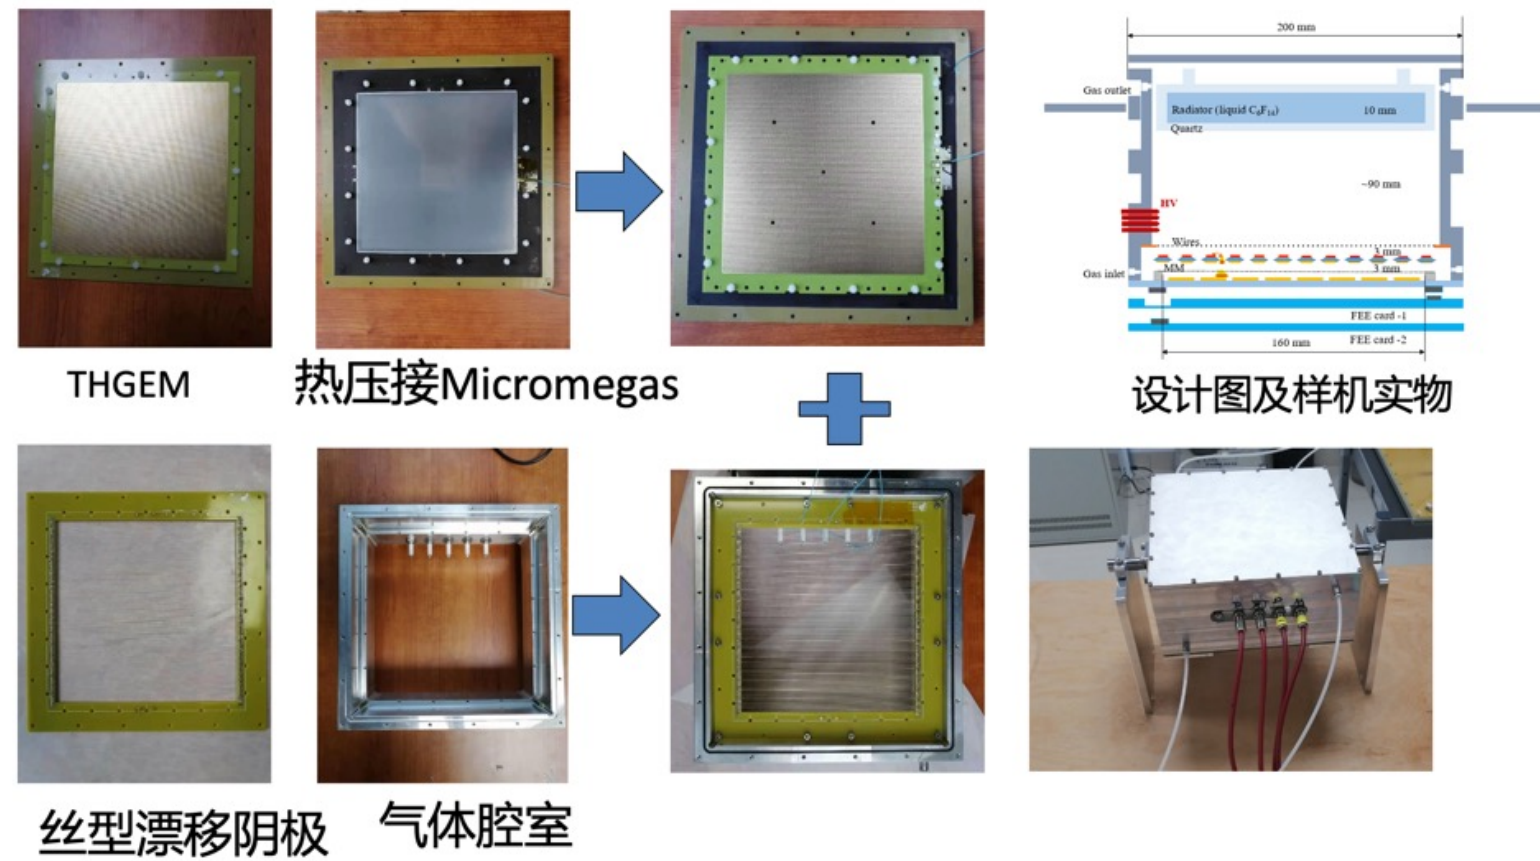 200 mm
Gas outlet
Radiator (liquid C₆F₁₄)
10 mm
Quartz
~90 mm
HV
Wires
3 mm
MM
3 mm
Gas inlet
FEE card -1
FEE card -2
160 mm
THGEM
热压接Micromegas
设计图及样机实物
丝型漂移阴极
气体腔室